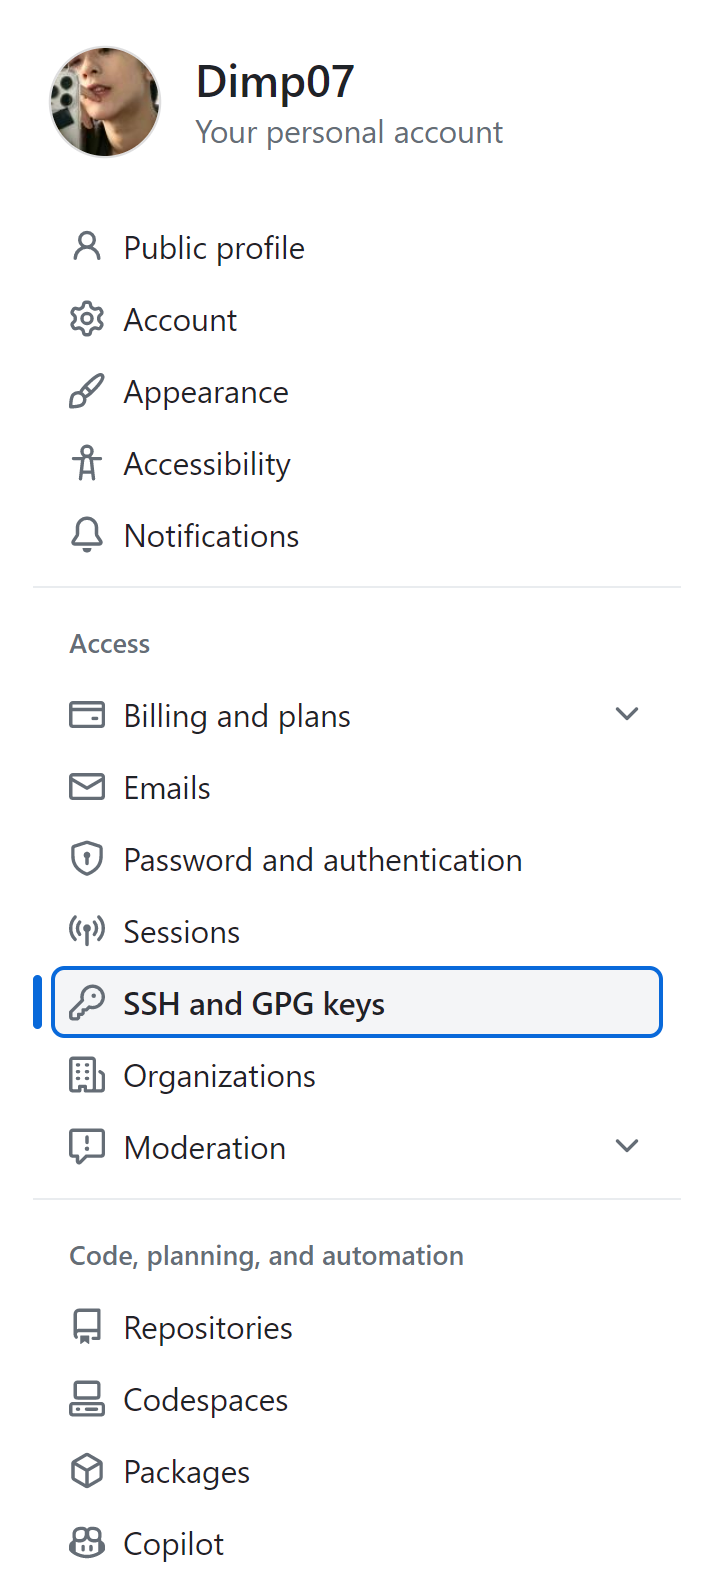 Dimp07
Your personal account
Public profile
Account
Appearance
Accessibility
Notifications
Access
Billing and plans
Emails
Password and authentication
Sessions
SSH and GPG keys
Organizations
Moderation
Code, planning, and automation
Repositories
Codespaces
Packages
Copilot